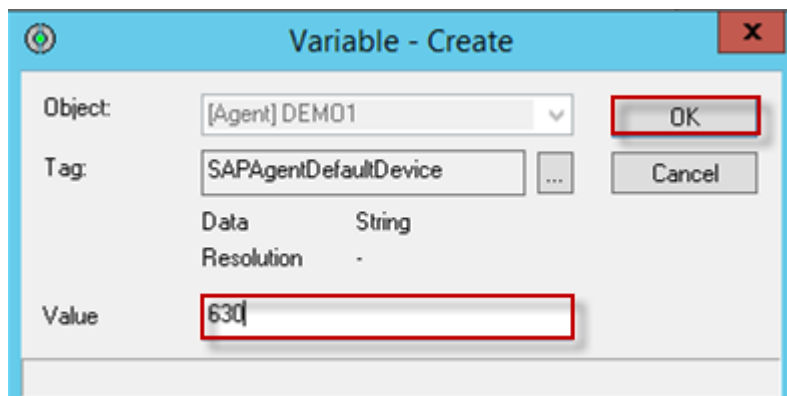 Variable - Create
x
Object: [Agent] DEMO1 OK
Tag: SAPAgentDefaultDevice ... Cancel
Data String
Resolution -
Value 630